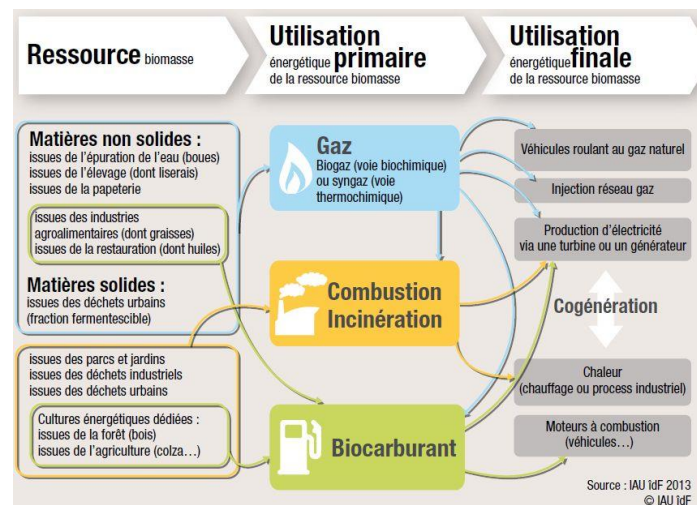 Ressource biomasse
Utilisation
énergétique primaire
de la ressource biomasse
Utilisation
énergétique finale
de la ressource biomasse
Matières non solides :
issues de l'épuration de l'eau (boues)
issues de l'élevage (dont liserais)
issues de la papeterie
issues des industries
agroalimentaires (dont graisses)
issues de la restauration (dont huiles)
Matières solides :
issues des déchets urbains
(fraction fermentescible)
issues des parcs et jardins
issues des déchets industriels
issues des déchets urbains
Cultures énergétiques dédiées :
issues de la forêt (bois)
issues de l'agriculture (colza…)
Gaz
Biogaz (voie biochimique)
ou syngaz (voie
thermochimique)
Combustion
Incinération
Biocarburant
Véhicules roulant au gaz naturel
Injection réseau gaz
Production d'électricité
via une turbine ou un générateur
Cogénération
Chaleur
(chauffage ou process industriel)
Moteurs à combustion
(véhicules…)
Source : IAU îdF 2013
© IAU îdF